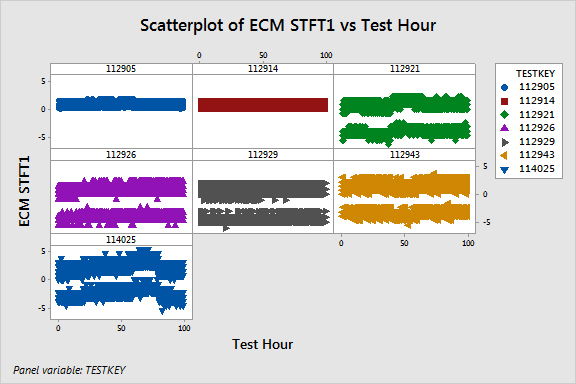 Scatterplot of ECM STFT1 vs Test Hour
0 100
112905 112914 112921
5
0
-5
112926 112929 112943
5
0
-5
114025
5
0
-5
0 50 100
0 50 100
ECM STFT1
Test Hour
TESTKEY
112905
112914
112921
112926
112929
112943
114025
Panel variable: TESTKEY